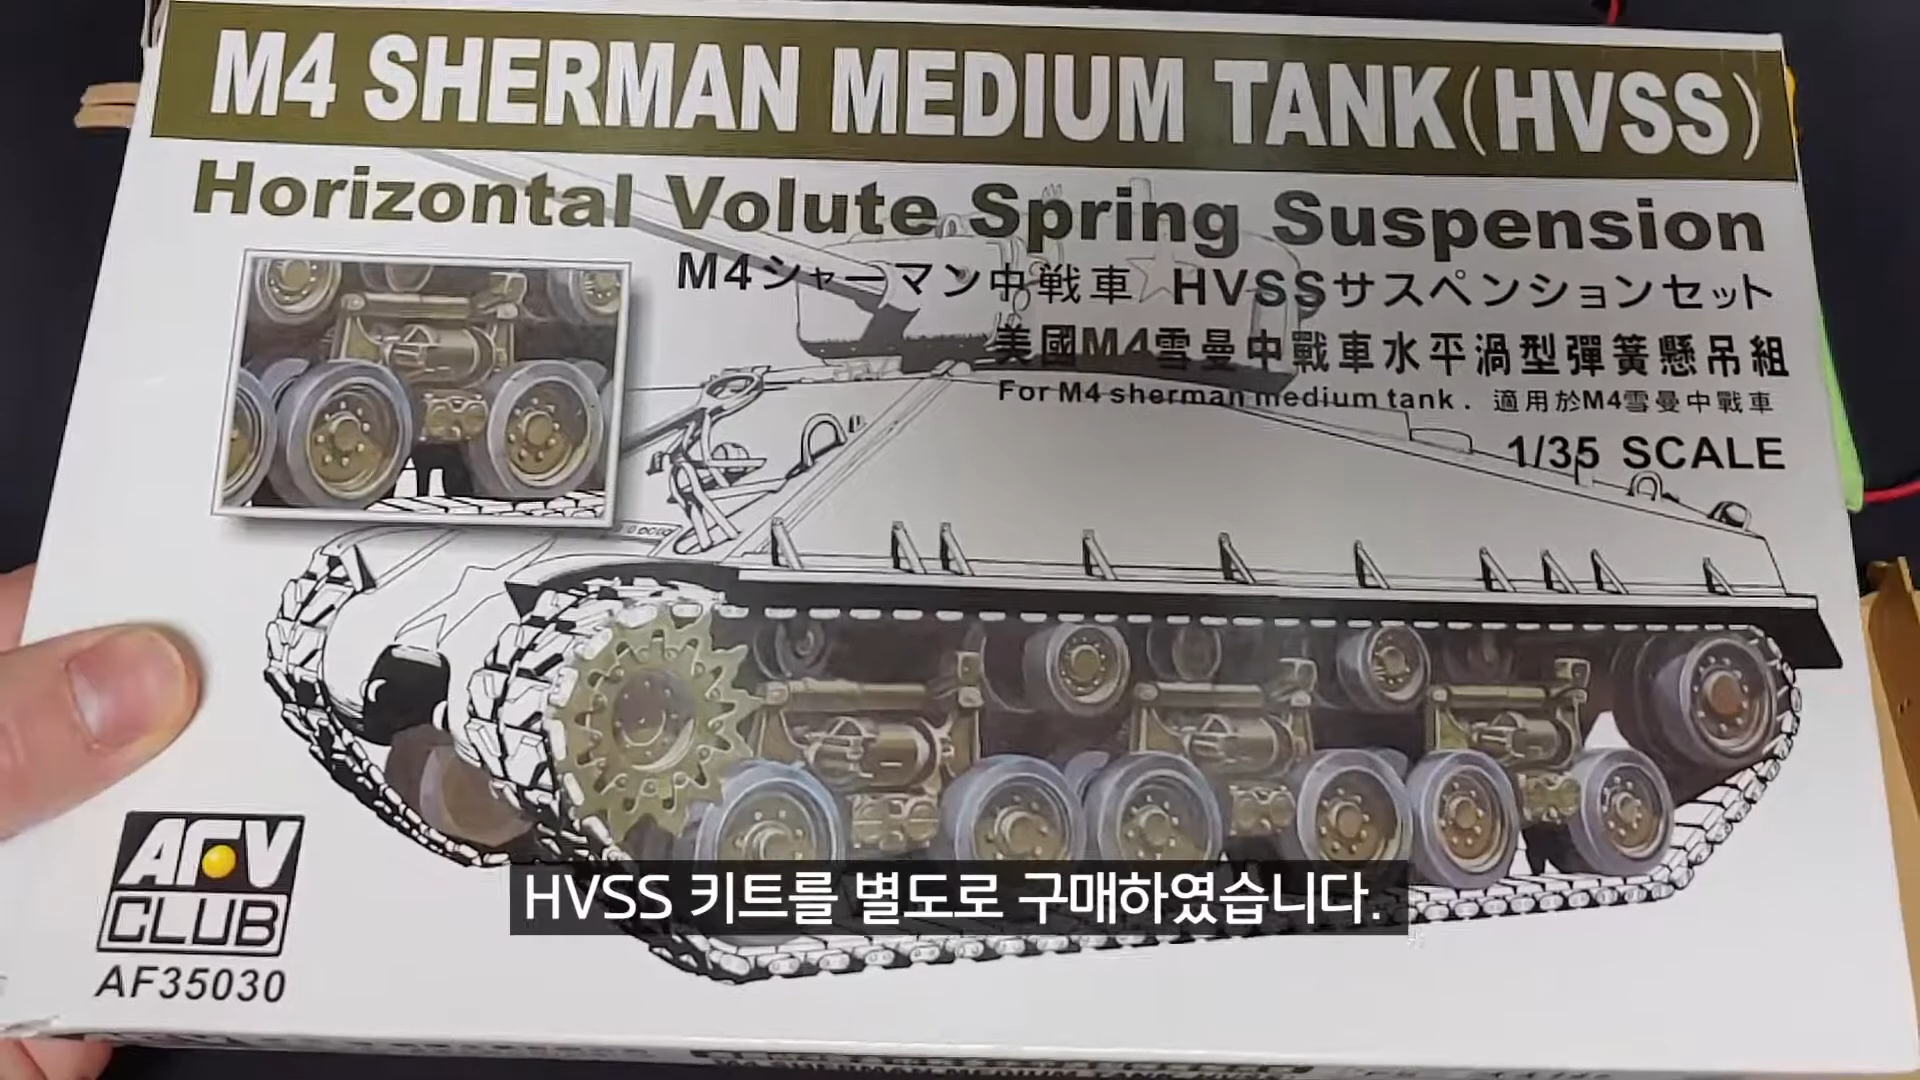 M4 SHERMAN MEDIUM TANK(HVSS)
Horizontal Volute Spring Suspension
M4シャーマン中戦車 HVSSサスペンションセット
美國M4雪曼中戰車水平渦型彈簧懸吊組
For M4 sherman medium tank. 適用於M4雪曼中戰車
1/35 SCALE
AFV
CLUB
AF35030
HVSS 키트를 별도로 구매하였습니다.
M4 SHERMAN MEDIUM TANK